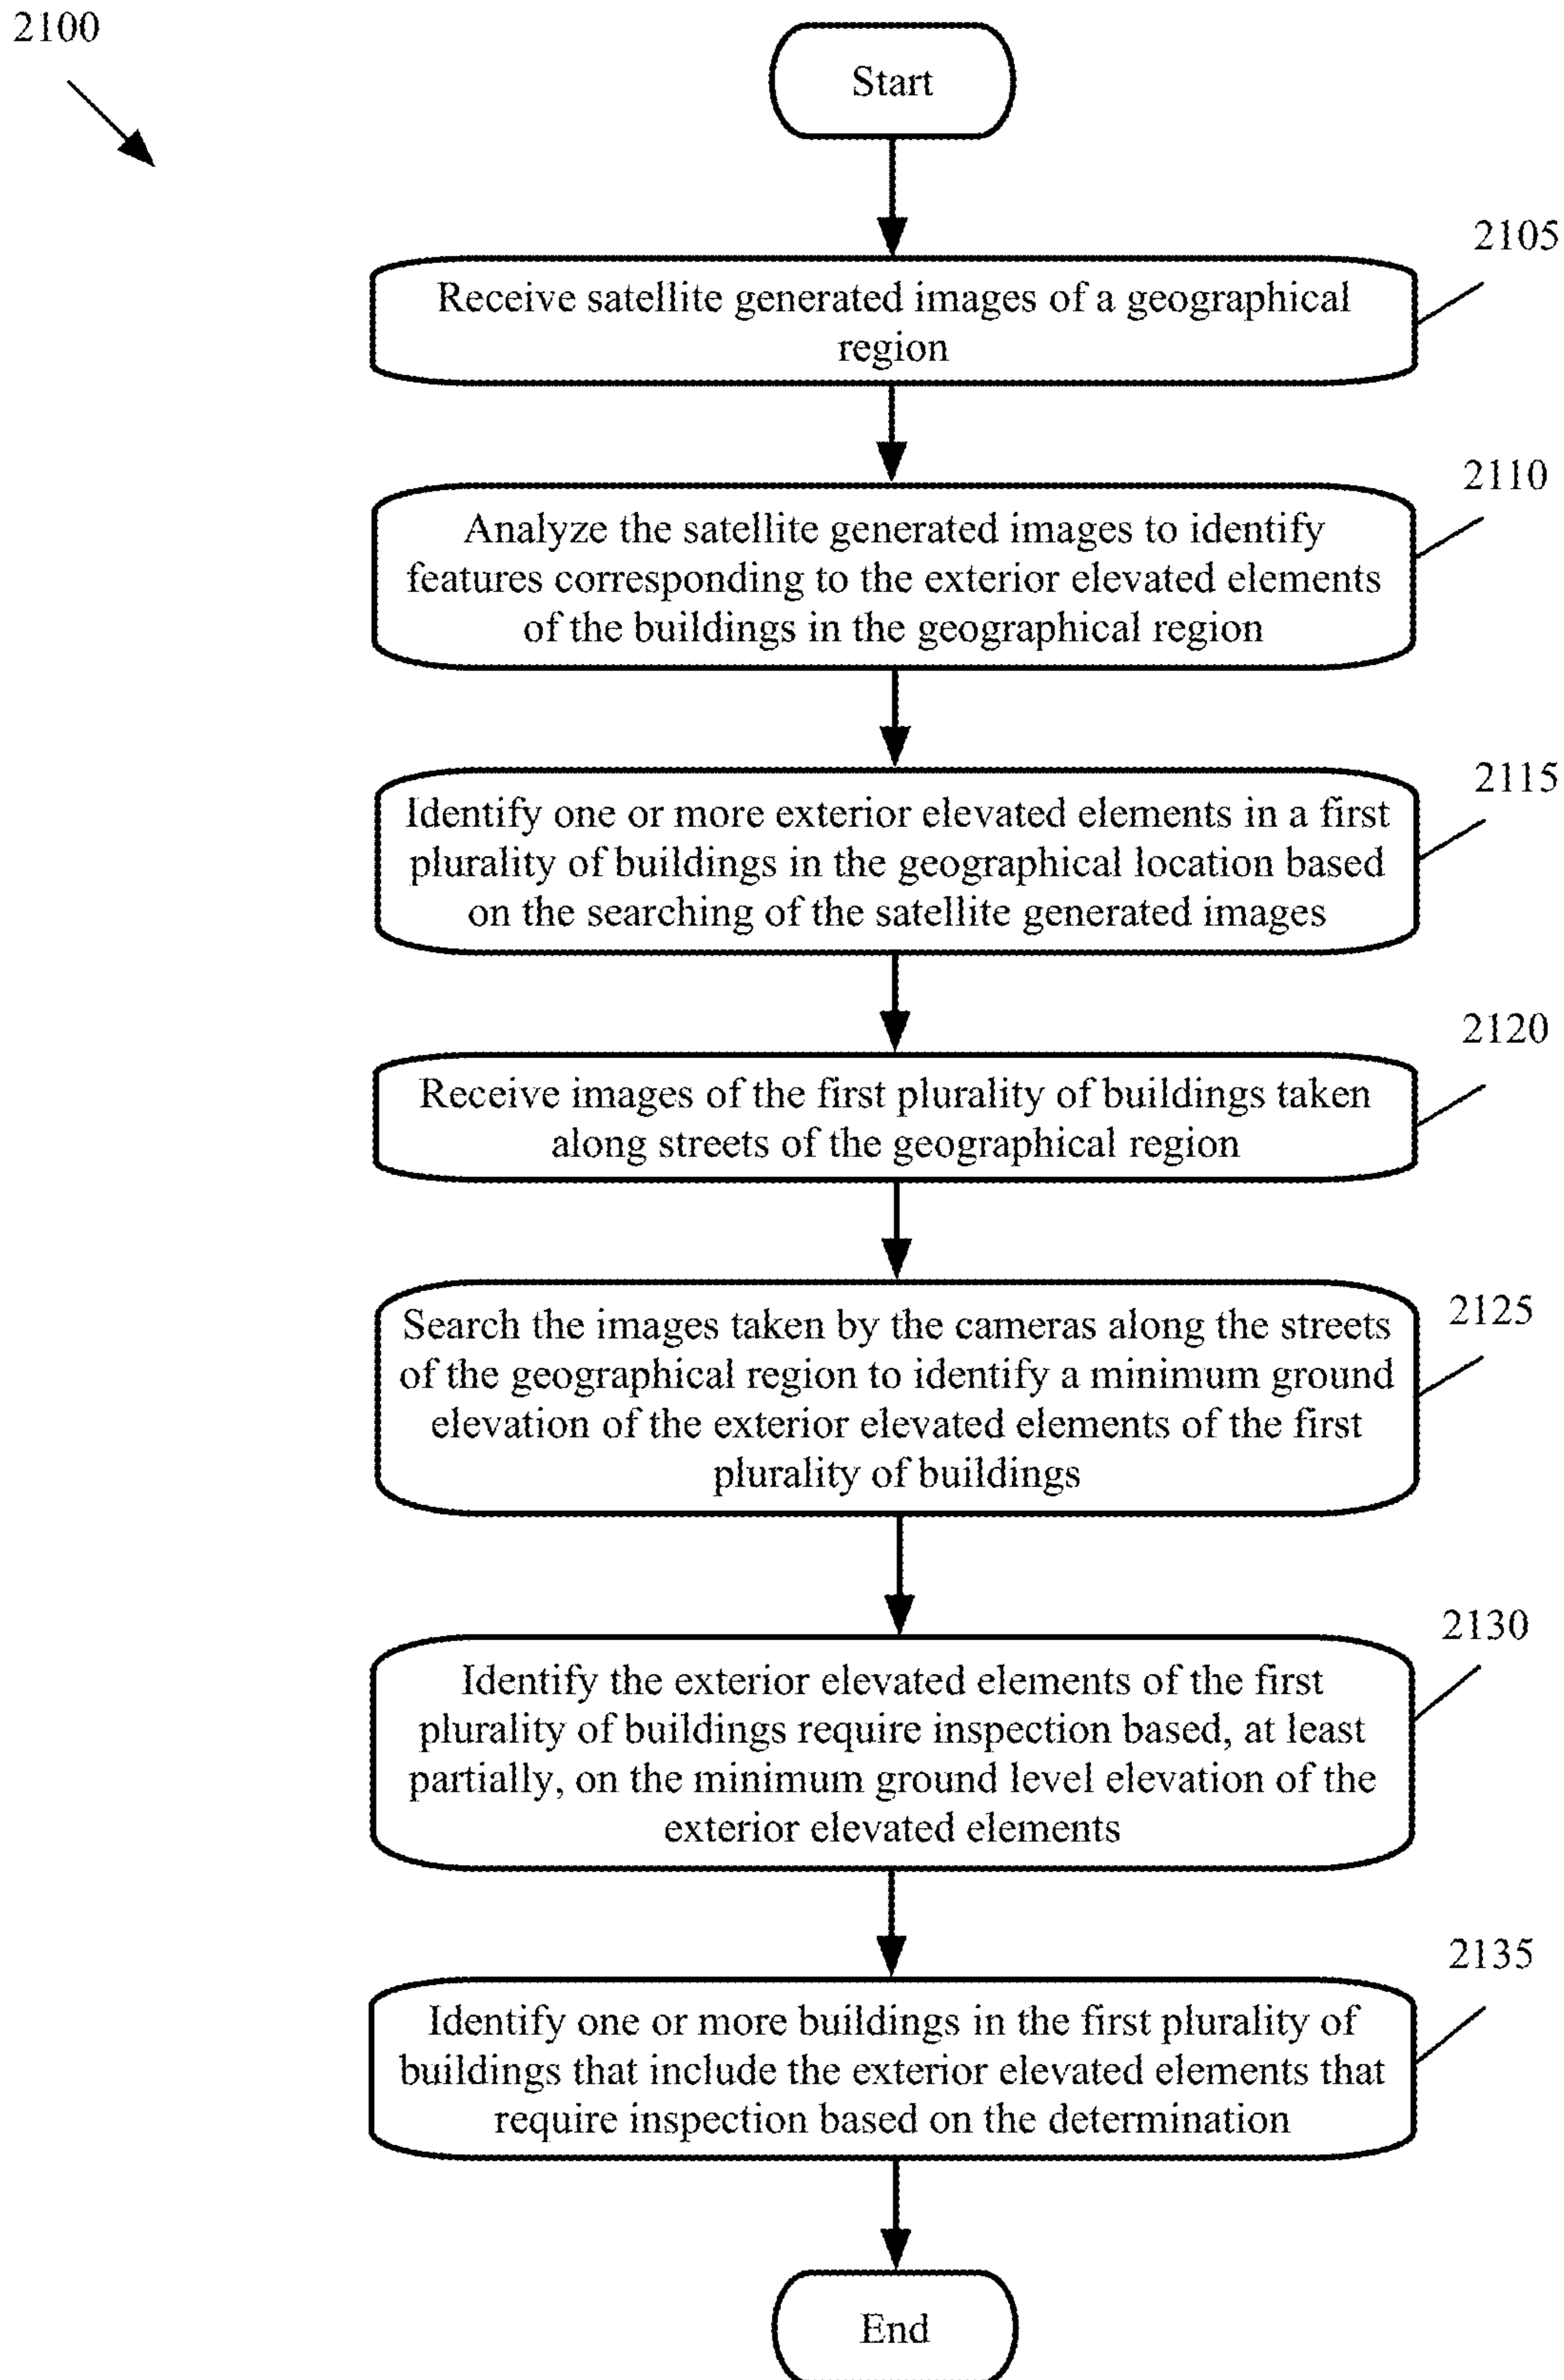 2100
Start
2105
Receive satellite generated images of a geographical
region
2110
Analyze the satellite generated images to identify
features corresponding to the exterior elevated elements
of the buildings in the geographical region
2115
Identify one or more exterior elevated elements in a first
plurality of buildings in the geographical location based
on the searching of the satellite generated images
2120
Receive images of the first plurality of buildings taken
along streets of the geographical region
2125
Search the images taken by the cameras along the streets
of the geographical region to identify a minimum ground
elevation of the exterior elevated elements of the first
plurality of buildings
2130
Identify the exterior elevated elements of the first
plurality of buildings require inspection based, at least
partially, on the minimum ground level elevation of the
exterior elevated elements
2135
Identify one or more buildings in the first plurality of
buildings that include the exterior elevated elements that
require inspection based on the determination
End